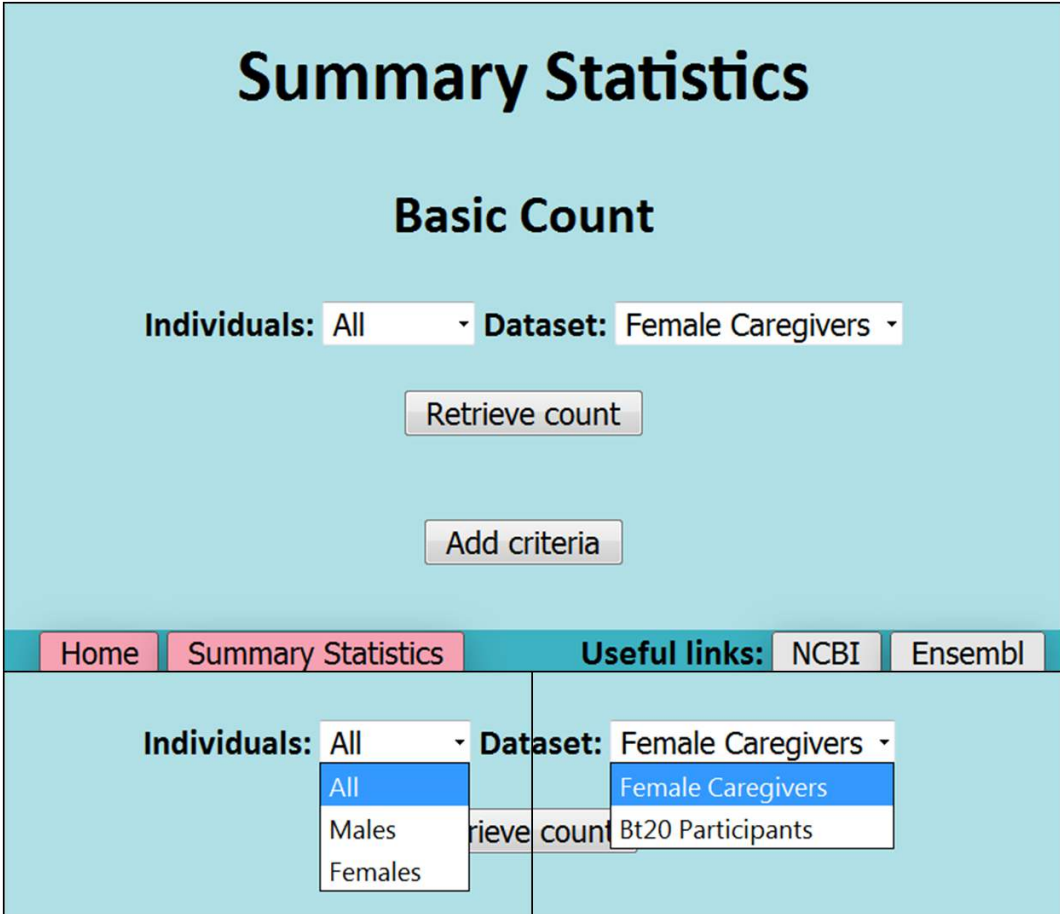 Summary Statistics
Basic Count
Individuals: All Dataset: Female Caregivers
Retrieve count
Add criteria
Home Summary Statistics Useful links: NCBI Ensembl
Individuals: All Dataset: Female Caregivers
All Female Caregivers
Males rieve count Bt20 Participants
Females